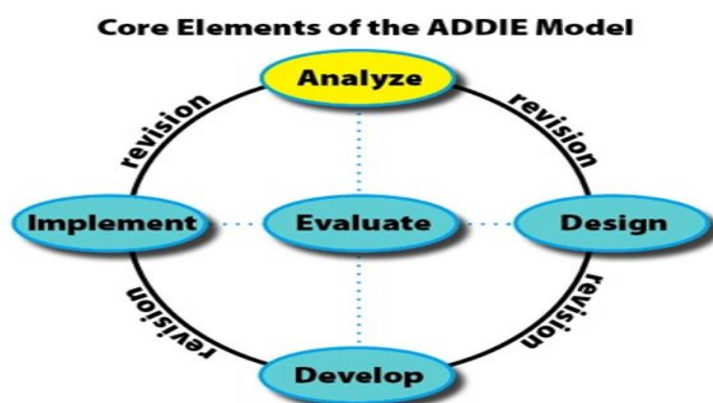 Core Elements of the ADDIE Model
Analyze
revision
revision
Implement
Evaluate
Design
revision
revision
Develop